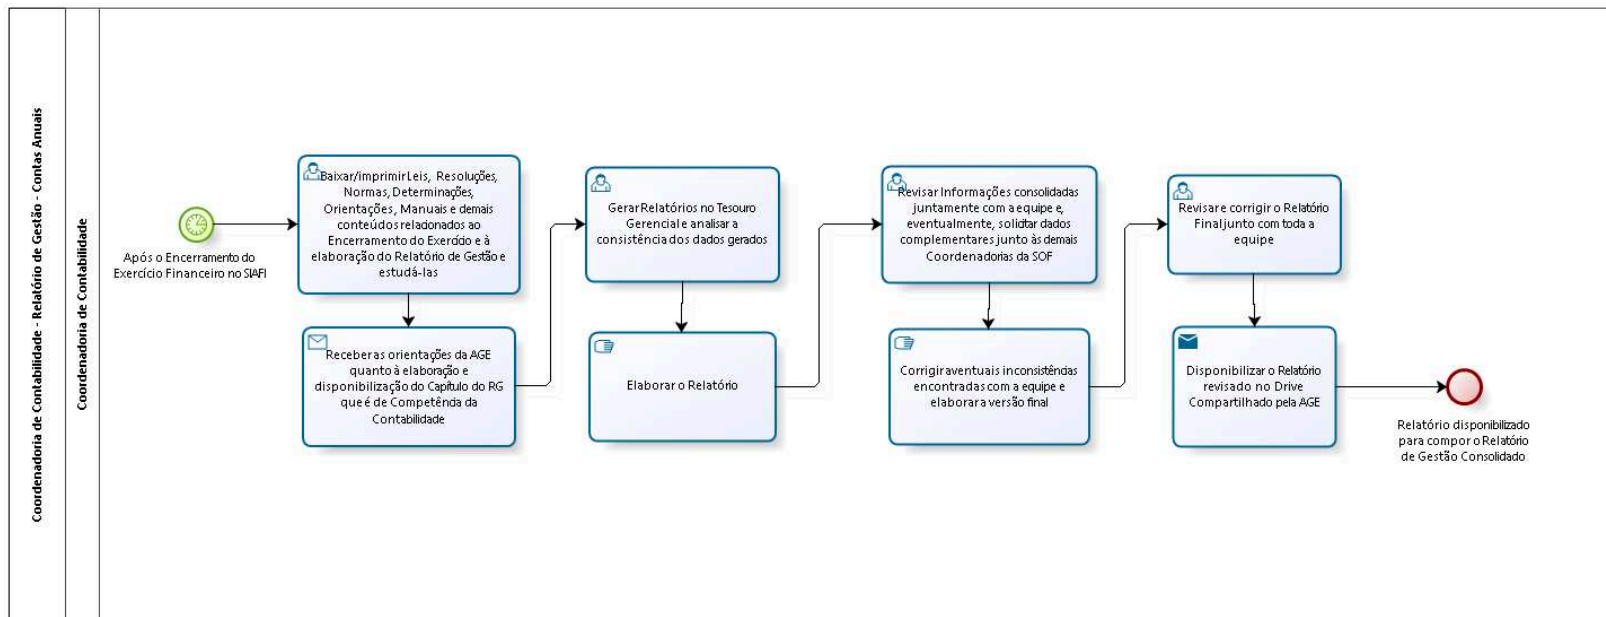 Coordenadoria de Contabilidade - Relatório de Gestão - Contas Anuais
Coordenadoria de Contabilidade
Após o Encerramento do
Exercício Financeiro no SIAFI
Baixar/imprimir Leis, Resoluções,
Normas, Determinações,
Orientações, Manuais e demais
conteúdos relacionados ao
Encerramento do Exercício e à
elaboração do Relatório de Gestão e
estudá-las
Receber as orientações da AGE
quanto à elaboração e
disponibilização do Capítulo do RG
que é de Competência da
Contabilidade
Gerar Relatórios no Tesouro
Gerencial e analisar a
consistência dos dados gerados
Elaborar o Relatório
Revisar Informações consolidadas
juntamente com a equipe e,
eventualmente, solicitar dados
complementares junto às demais
Coordenadorias da SOF
Corrigir aventuais inconsistências
encontradas com a equipe e
elaborar a versão final
Revisar e corrigir o Relatório
Final junto com toda a
equipe
Disponibilizar o Relatório
revisado no Drive
Compartilhado pela AGE
Relatório disponibilizado
para compor o Relatório
de Gestão Consolidado